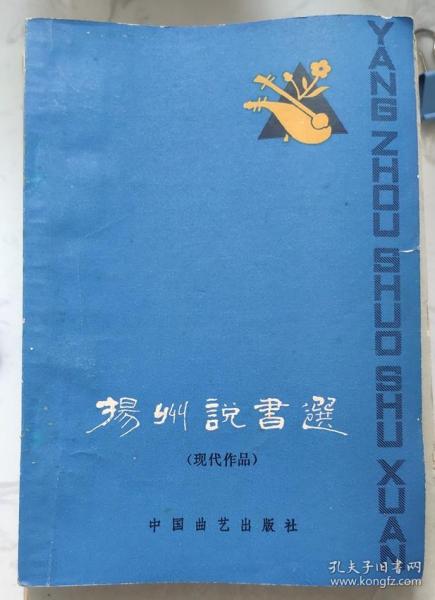 YANG ZHOU SHUO SHU XUAN
揚州説書選
(现代作品)
中国曲艺出版社
孔夫子旧书网
www.kongfz.com